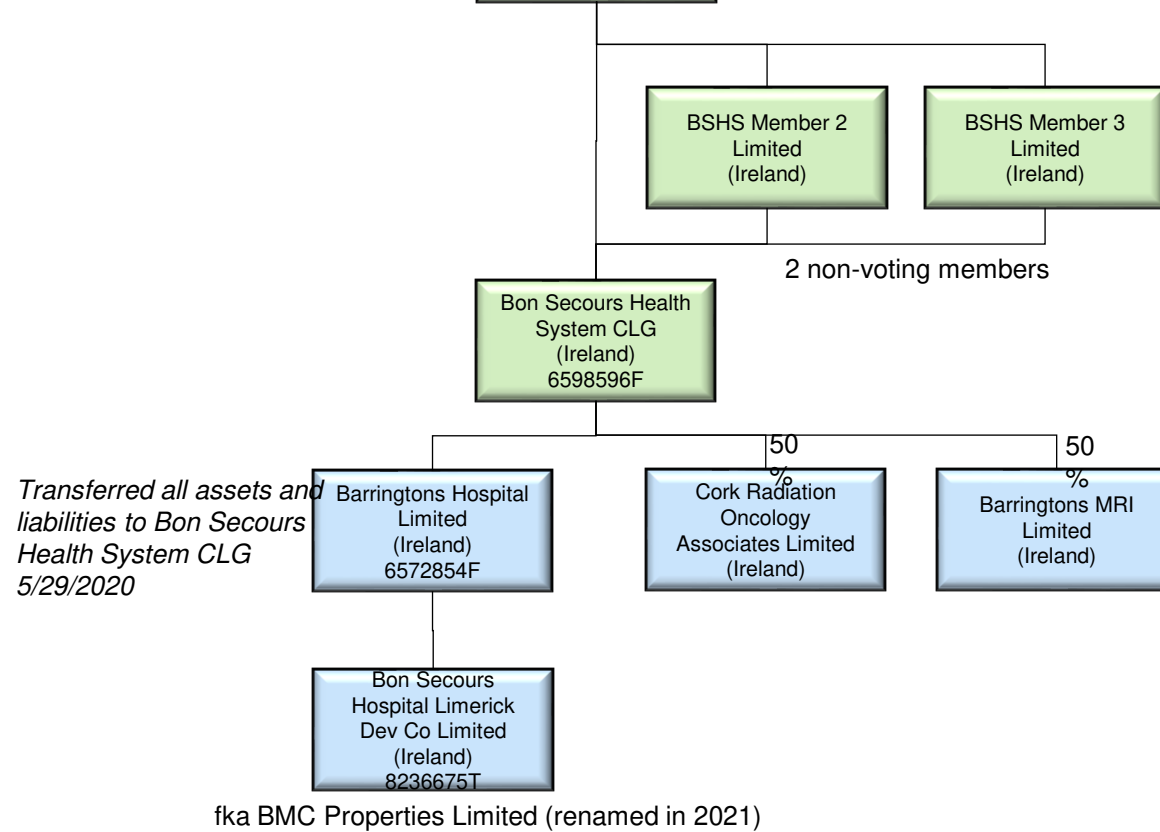 BSHS Member 2
Limited
(Ireland)
BSHS Member 3
Limited
(Ireland)
2 non-voting members
Bon Secours Health
System CLG
(Ireland)
6598596F
50
%
50
%
Transferred all assets and
liabilities to Bon Secours
Health System CLG
5/29/2020
Barringtons Hospital
Limited
(Ireland)
6572854F
Cork Radiation
Oncology
Associates Limited
(Ireland)
Barringtons MRI
Limited
(Ireland)
Bon Secours
Hospital Limerick
Dev Co Limited
(Ireland)
8236675T
fka BMC Properties Limited (renamed in 2021)